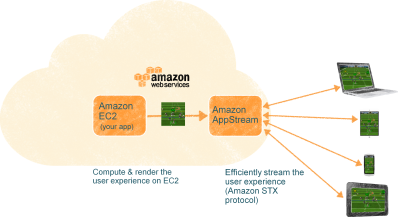 amazon
webservices
Amazon
EC2
(your app)
Amazon
AppStream
Compute & render the
user experience on EC2
Efficiently stream the
user experience
(Amazon STX
protocol)